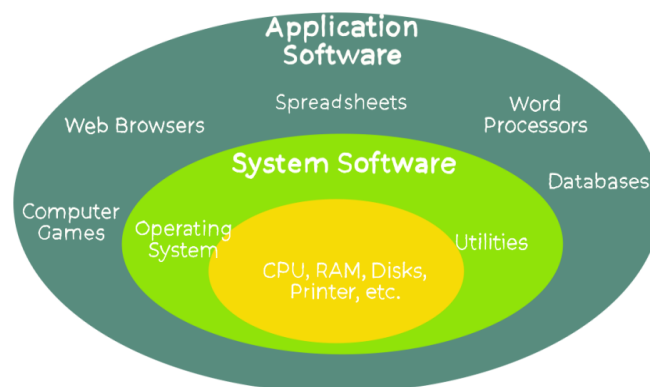 Application
Software
Spreadsheets
Word
Processors
Web Browsers
System Software
Databases
Computer
Games
Operating
System
Utilities
CPU, RAM, Disks,
Printer, etc.